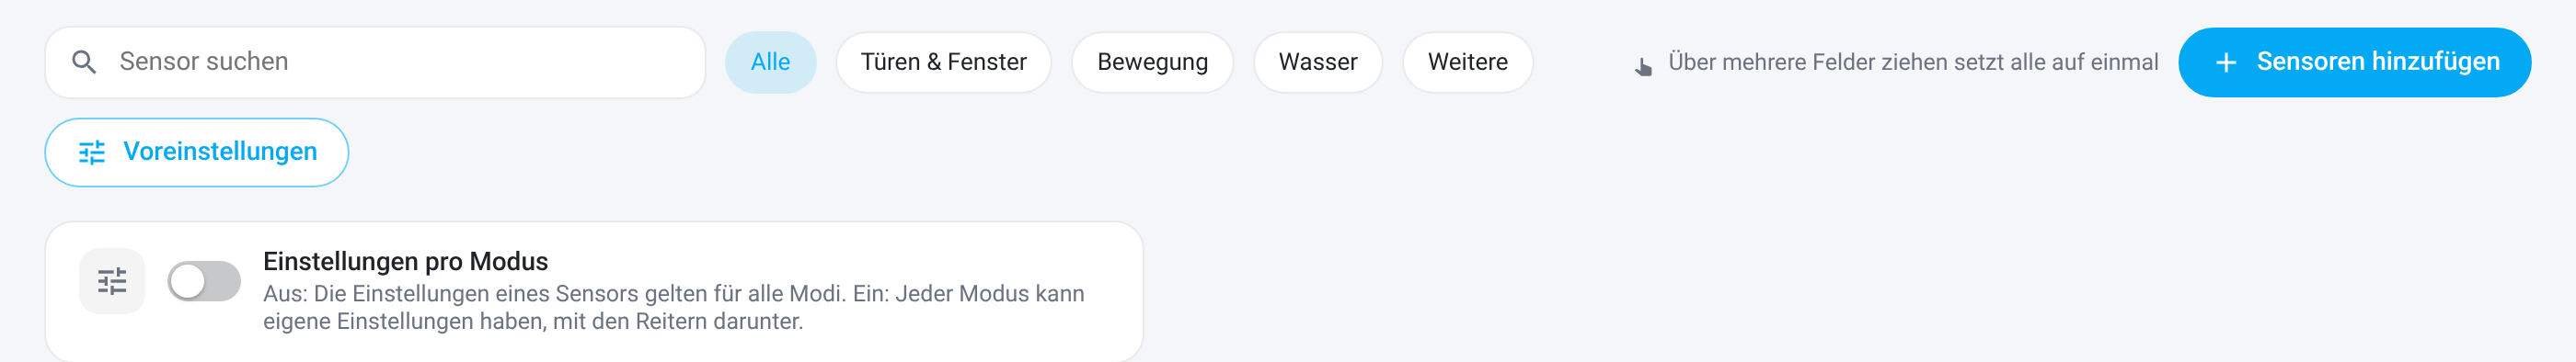 Sensor suchen
Alle
Türen & Fenster
Bewegung
Wasser
Weitere
Über mehrere Felder ziehen setzt alle auf einmal
Sensoren hinzufügen
Voreinstellungen
Einstellungen pro Modus
Aus: Die Einstellungen eines Sensors gelten für alle Modi. Ein: Jeder Modus kann
eigene Einstellungen haben, mit den Reitern darunter.